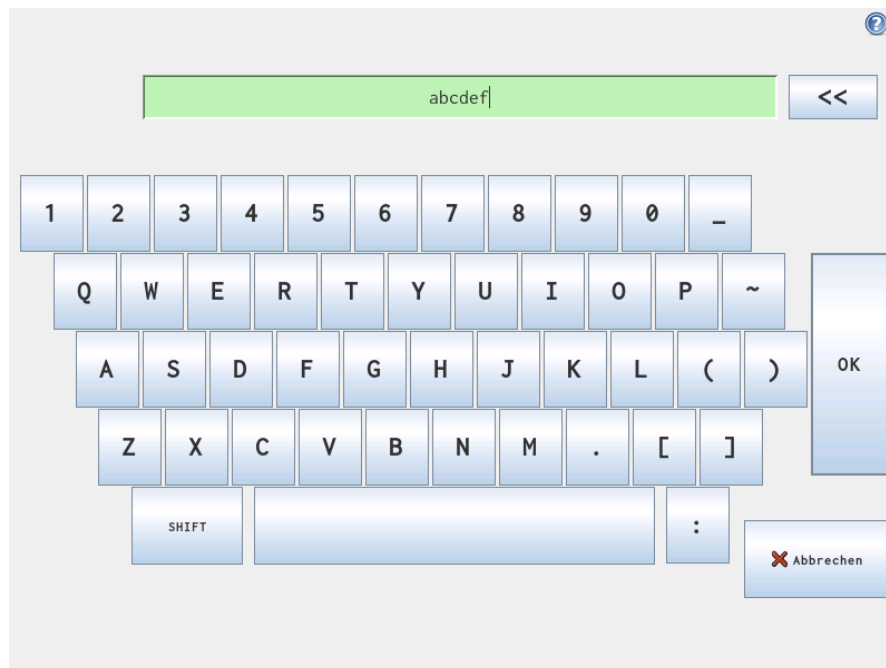 ?
abcdef <<
1 2 3 4 5 6 7 8 9 0 _
Q W E R T Y U I O P ~
A S D F G H J K L ( ) OK
Z X C V B N M . [ ]
SHIFT :
Abbrechen